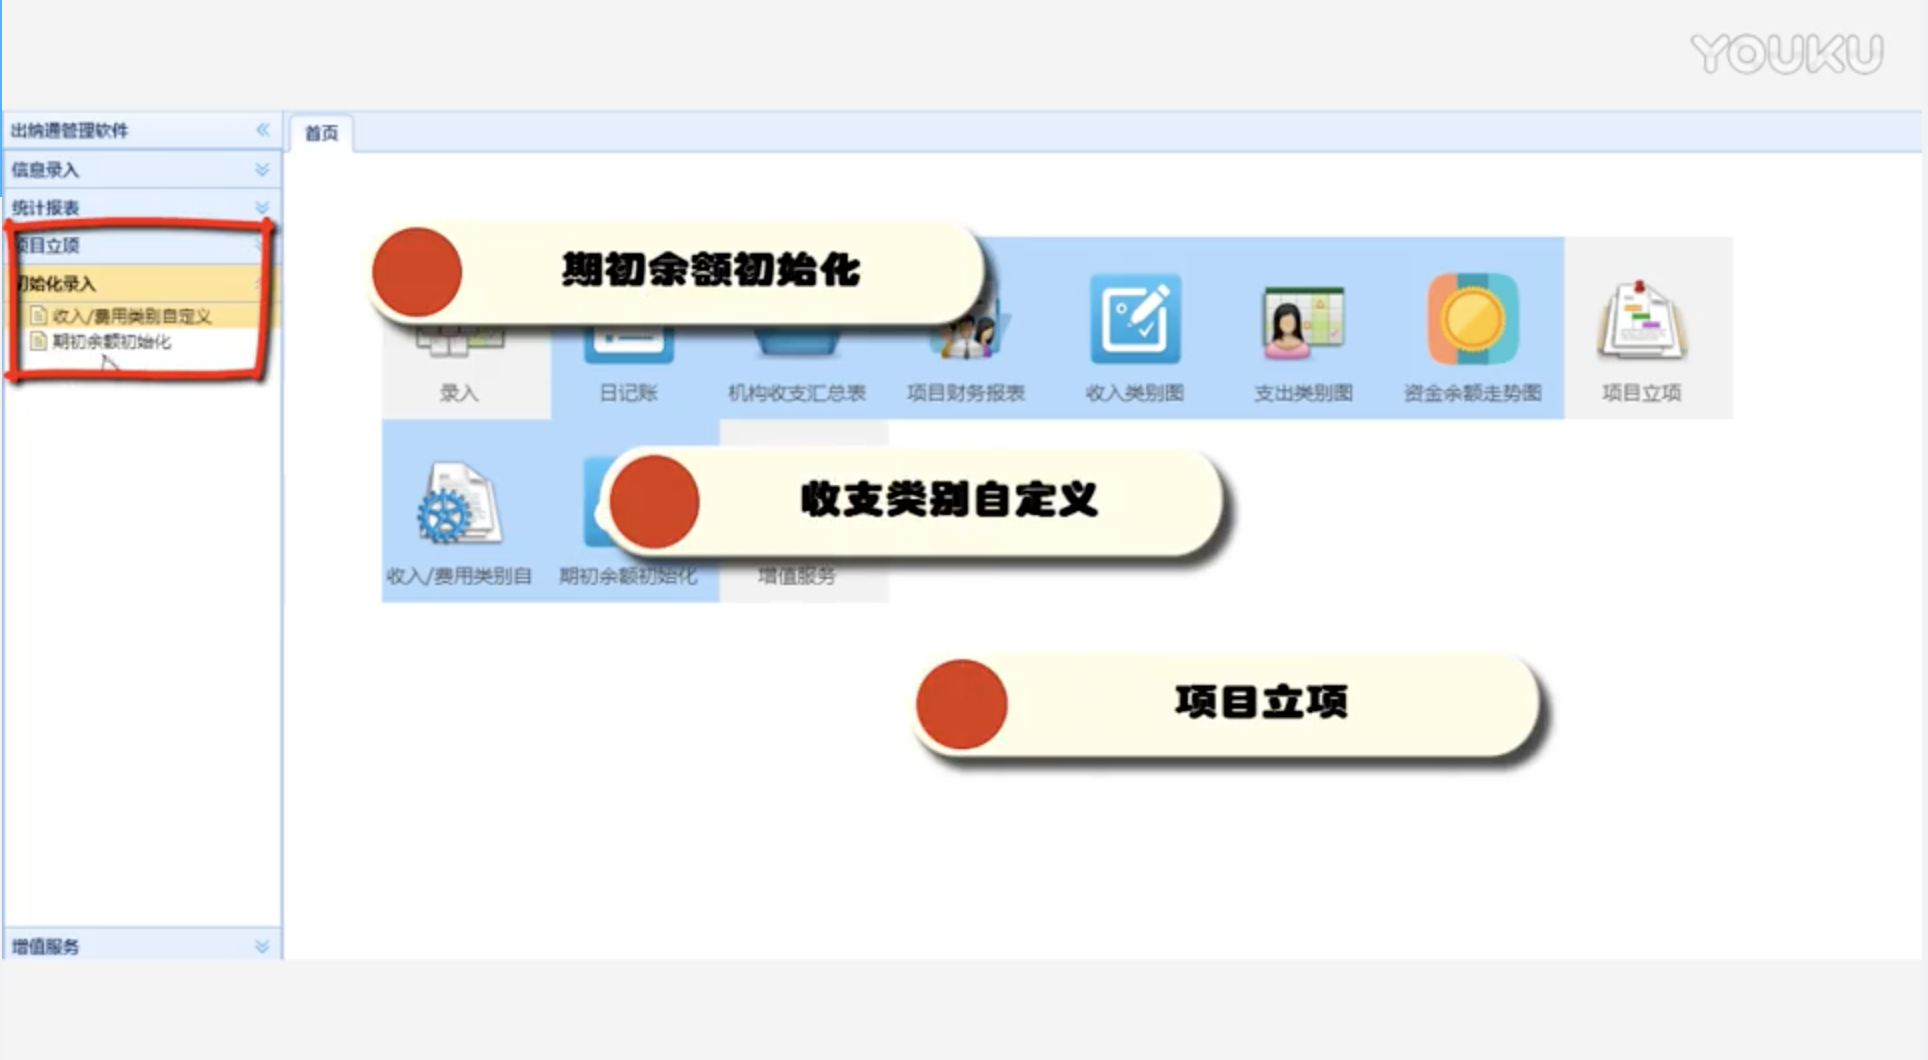 YOUKU
出纳通管理软件
首页
信息录入
统计报表
项目立项
初始化录入
收入/费用类别自定义
期初余额初始化
期初余额初始化
录入
日记账
机构收支汇总表
项目财务报表
收入类别图
支出类别图
资金余额走势图
项目立项
收支类别自定义
收入/费用类别自
期初余额初始化
增值服务
项目立项
增值服务